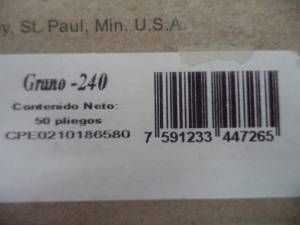 y, St. Paul, Min. U.S.A.
Grano -240
Contenido Neto:
50 pliegos
CPE0210186580
7 591233 447265